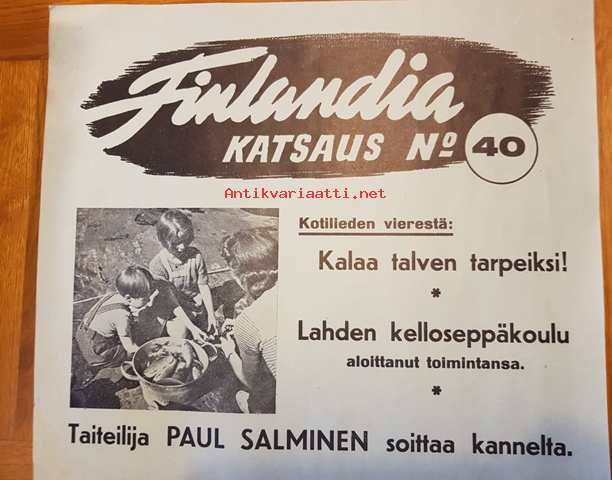 Finlandia
KATSAUS Nº 40
Antikvariaatti.net
Kotilieden vierestä:
Kalaa talven tarpeiksi!
*
Lahden kelloseppäkoulu
aloittanut toimintansa.
*
Taiteilija PAUL SALMINEN soittaa kannelta.